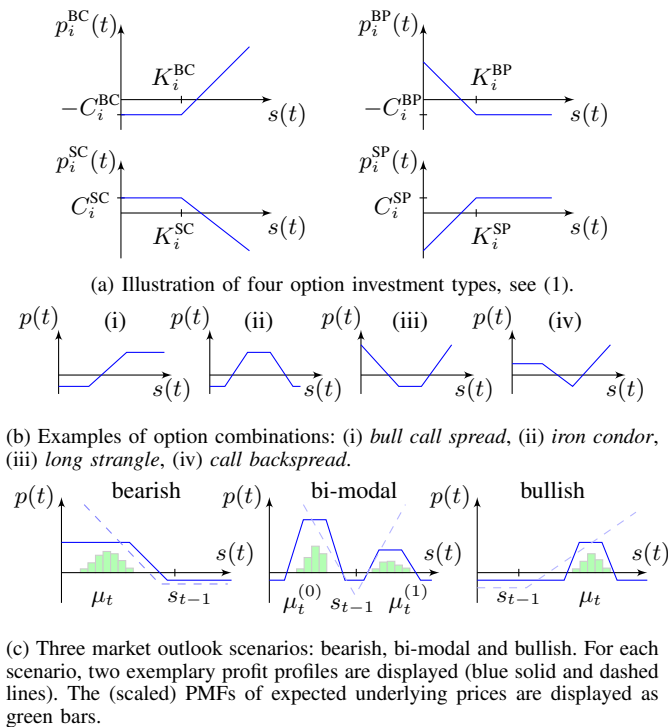 p_i^BC(t) p_i^BP(t)
K_i^BC K_i^BP
−C_i^BC s(t) −C_i^BP s(t)
p_i^SC(t) p_i^SP(t)
C_i^SC s(t) C_i^SP s(t)
K_i^SC K_i^SP
(a) Illustration of four option investment types, see (1).
p(t) (i) p(t) (ii) p(t) (iii) p(t) (iv)
s(t) s(t) s(t) s(t)
(b) Examples of option combinations: (i) bull call spread, (ii) iron condor,
(iii) long strangle, (iv) call backspread.
p(t) bearish p(t) bi-modal p(t) bullish
s(t) s(t) s(t)
μ_t s_{t−1} μ_t^(0) s_{t−1} μ_t^(1) s_{t−1} μ_t
(c) Three market outlook scenarios: bearish, bi-modal and bullish. For each
scenario, two exemplary profit profiles are displayed (blue solid and dashed
lines). The (scaled) PMFs of expected underlying prices are displayed as
green bars.